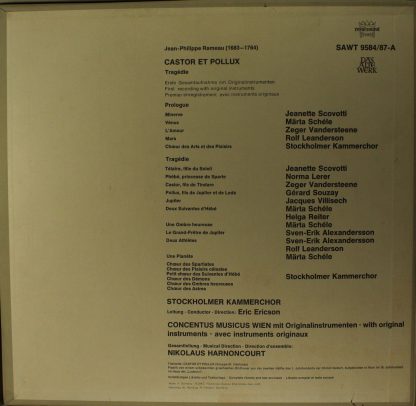 Jean-Philippe Rameau (1683—1764)
SAWT 9584/87-A
CASTOR ET POLLUX
DAS ALTE WERK
Tragédie
Erste Gesamtaufnahme mit Originalinstrumenten
First recording with original instruments
Premier enregistrement avec instruments originaux
Prologue
Minerve Jeanette Scovotti
Vénus Märta Schéle
L'Amour Zeger Vandersteene
Mars Rolf Leanderson
Chœur des Arts et des Plaisirs Stockholmer Kammerchor
Tragédie
Télaïre, fille du Soleil Jeanette Scovotti
Phébé, princesse de Sparte Norma Lerer
Castor, fils de Tindare Zeger Vandersteene
Pollux, fils de Jupiter et de Leda Gérard Souzay
Jupiter Jacques Villisech
Deux Suivantes d'Hébé Märta Schéle
Helga Reiter
Une Ombre heureuse Märta Schéle
Le Grand-Prêtre de Jupiter Sven-Erik Alexandersson
Deux Athlètes Sven-Erik Alexandersson
Rolf Leanderson
Une Planète Märta Schéle
Chœur des Spartiates
Chœur des Plaisirs célestes
Petit chœur des Suivantes d'Hébé
Chœur des Démons Stockholmer Kammerchor
Chœur des Ombres heureuses
Chœur des Astres
STOCKHOLMER KAMMERCHOR
Leitung · Conductor · Direction: Eric Ericson
CONCENTUS MUSICUS WIEN mit Originalinstrumenten · with original
instruments · avec instruments originaux
Gesamtleitung · Musical Direction · Direction d'ensemble:
NIKOLAUS HARNONCOURT